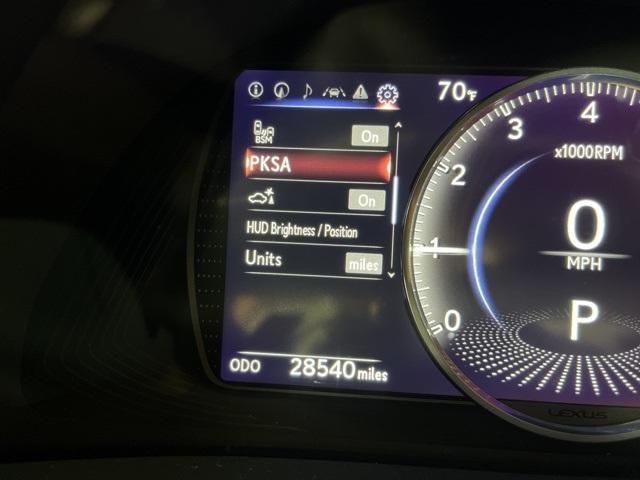 70°F
BSM
On
PKSA
On
HUD Brightness / Position
Units
miles
ODO
28540 miles
4
3
2
1
0
x1000RPM
0
MPH
P
LEXUS